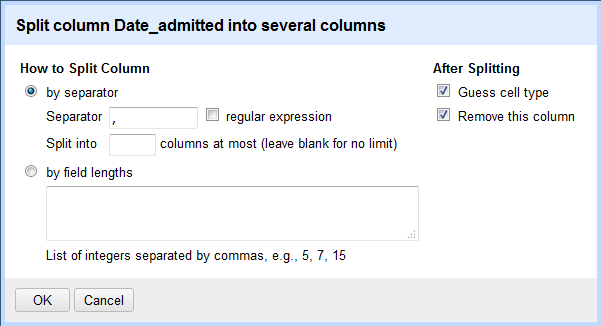 Split column Date_admitted into several columns
How to Split Column
by separator
Separator , regular expression
Split into columns at most (leave blank for no limit)
by field lengths
List of integers separated by commas, e.g., 5, 7, 15
After Splitting
Guess cell type
Remove this column
OK Cancel